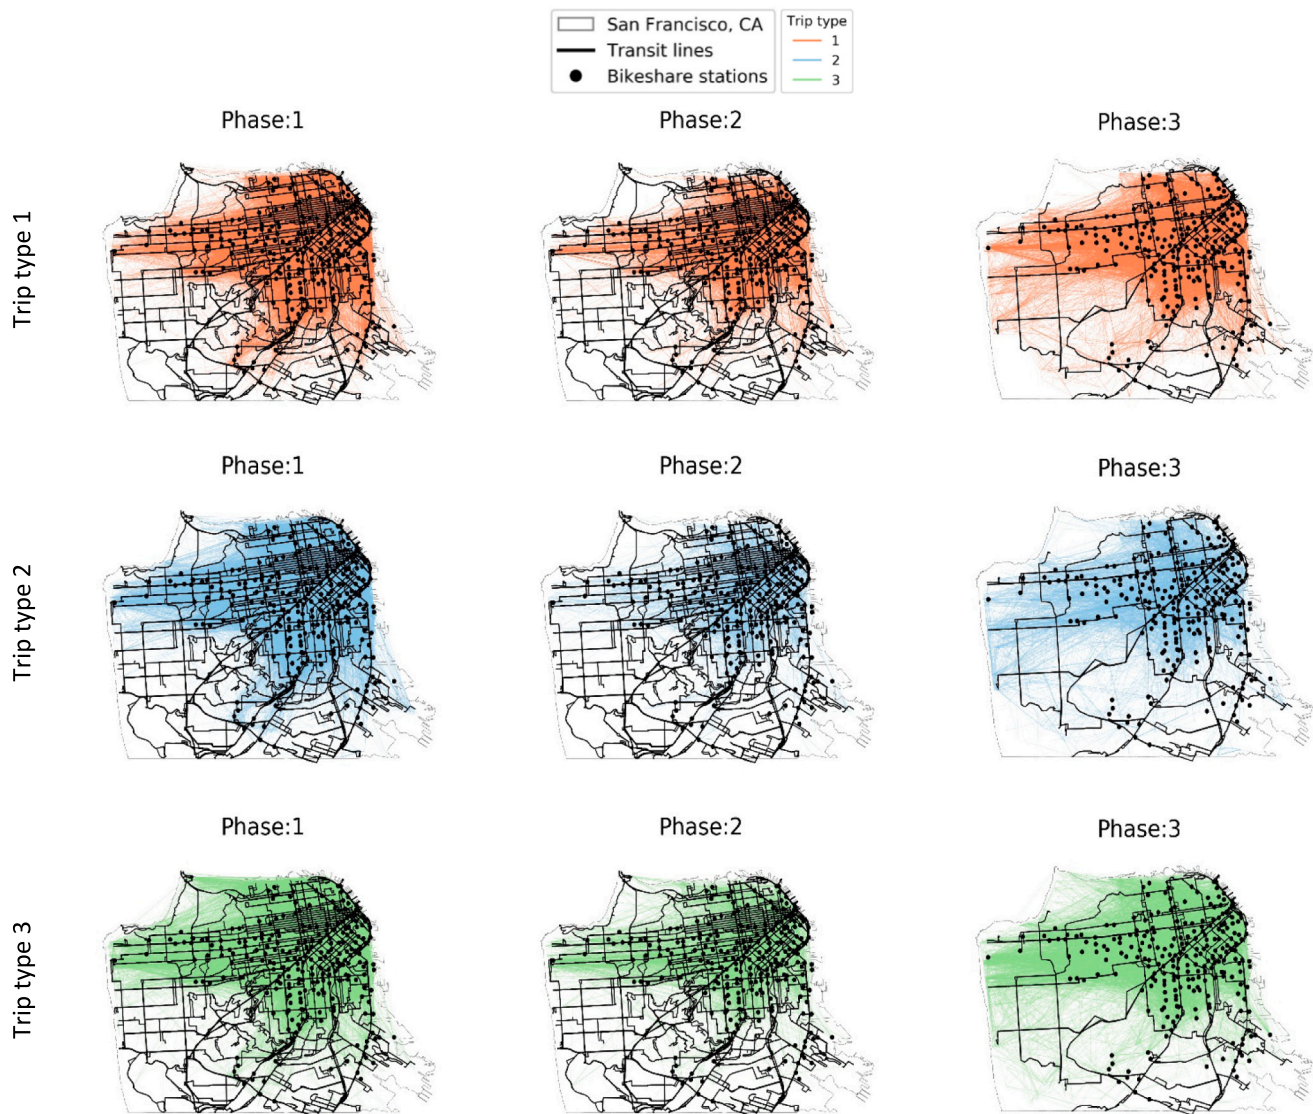 San Francisco, CA
Transit lines
Bikeshare stations
Trip type
1
2
3
Phase:1
Phase:2
Phase:3
Trip type 1
Phase:1
Phase:2
Phase:3
Trip type 2
Phase:1
Phase:2
Phase:3
Trip type 3